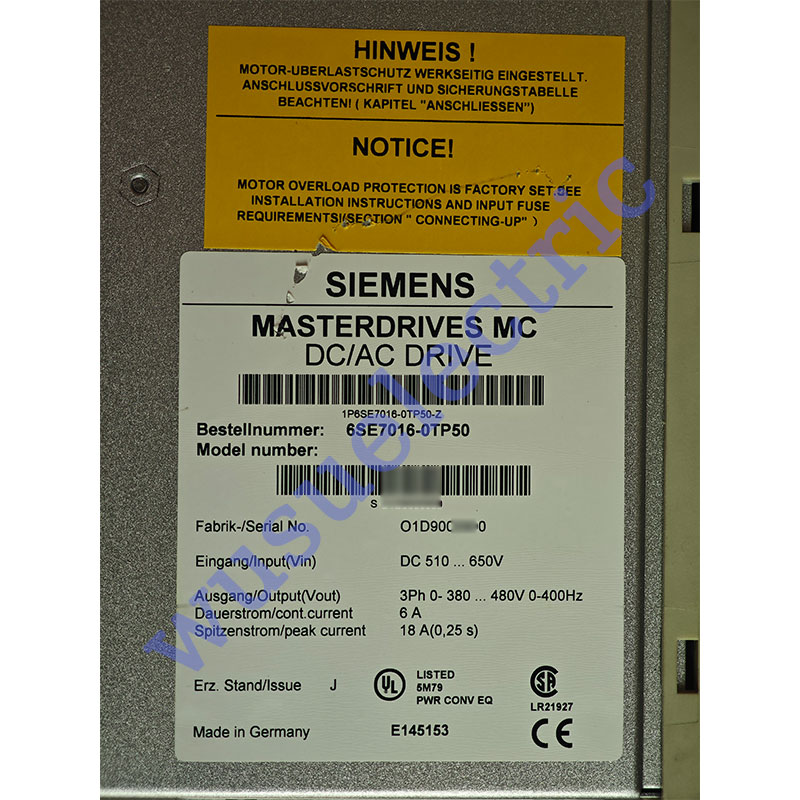 HINWEIS !
MOTOR-UBERLASTSCHUTZ WERKSEITIG EINGESTELLT.
ANSCHLUSSVORSCHRIFT UND SICHERUNGSTABELLE
BEACHTEN! ( KAPITEL "ANSCHLIESSEN")
NOTICE!
MOTOR OVERLOAD PROTECTION IS FACTORY SET.SEE
INSTALLATION INSTRUCTIONS AND INPUT FUSE
REQUIREMENTS!(SECTION " CONNECTING-UP" )
SIEMENS
MASTERDRIVES MC
DC/AC DRIVE
1P6SE7016-0TP50-Z
Bestellnummer: 6SE7016-0TP50
Model number:
S
Fabrik-/Serial No.
Eingang/Input(Vin) DC 510 ... 650V
Ausgang/Output(Vout) 3Ph 0- 380 ... 480V 0-400Hz
Dauerstrom/cont.current 6 A
Spitzenstrom/peak current 18 A(0,25 s)
Erz. Stand/Issue J
UL LISTED
5M79
PWR CONV EQ
SA
LR21927
Made in Germany E145153 CE
wusuelectric